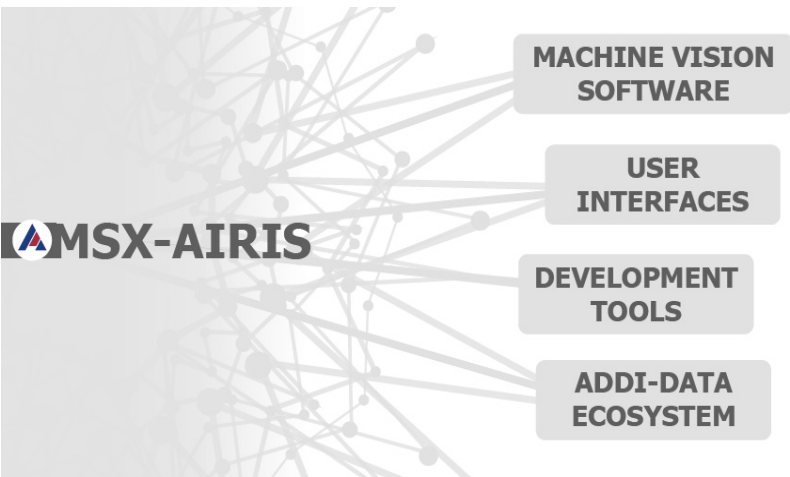 MSX-AIRIS
MACHINE VISION
SOFTWARE
USER
INTERFACES
DEVELOPMENT
TOOLS
ADDI-DATA
ECOSYSTEM